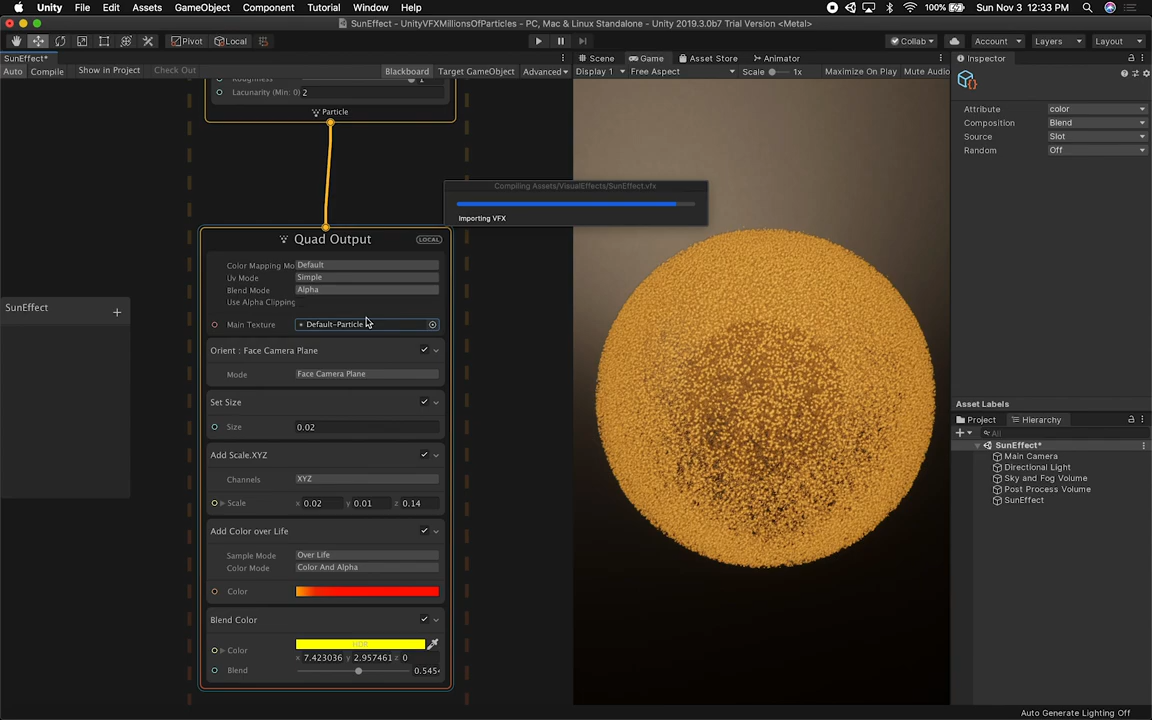 Unity File Edit Assets GameObject Component Tutorial Window Help 100% Sun Nov 3 12:33 PM
SunEffect - UnityVFXMillionsOfParticles - PC, Mac & Linux Standalone - Unity 2019.3.0b7 Trial Version <Metal>
Pivot Local Collab Account Layers Layout
SunEffect* Scene Game Asset Store Animator Inspector
Auto Compile Show in Project Check Out Blackboard Target GameObject Advanced Display 1 Free Aspect Scale 1x Maximize On Play Mute Audio
Roughness 1
Lacunarity (Min: 0) 2
Particle
Attribute color
Composition Blend
Source Slot
Random Off
Compiling Assets/VisualEffects/SunEffect.vfx
Importing VFX
Quad Output LOCAL
Color Mapping Mo Default
Uv Mode Simple
Blend Mode Alpha
Use Alpha Clipping
SunEffect +
Main Texture Default-Particle
Orient : Face Camera Plane
Mode Face Camera Plane
Set Size
Size 0.02
Add Scale.XYZ
Channels XYZ
Scale x 0.02 y 0.01 z 0.14
Add Color over Life
Sample Mode Over Life
Color Mode Color And Alpha
Color
Blend Color
HDR
Color
x 7.423036 y 2.957461 z 0
Blend 0.545
Asset Labels
Project Hierarchy
All
SunEffect*
Main Camera
Directional Light
Sky and Fog Volume
Post Process Volume
SunEffect
Auto Generate Lighting Off